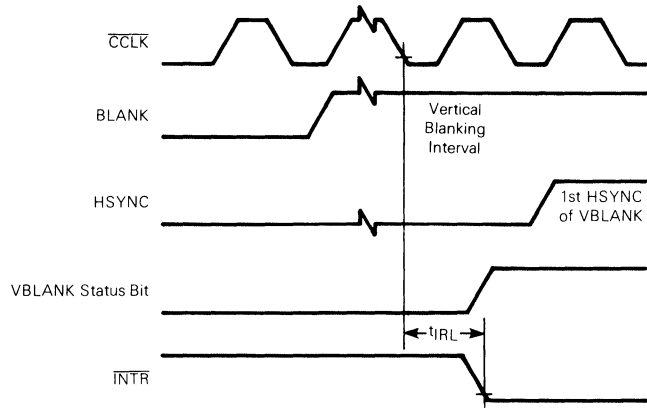 CCLK
BLANK
Vertical
Blanking
Interval
HSYNC
1st HSYNC
of VBLANK
VBLANK Status Bit
tIRL
INTR